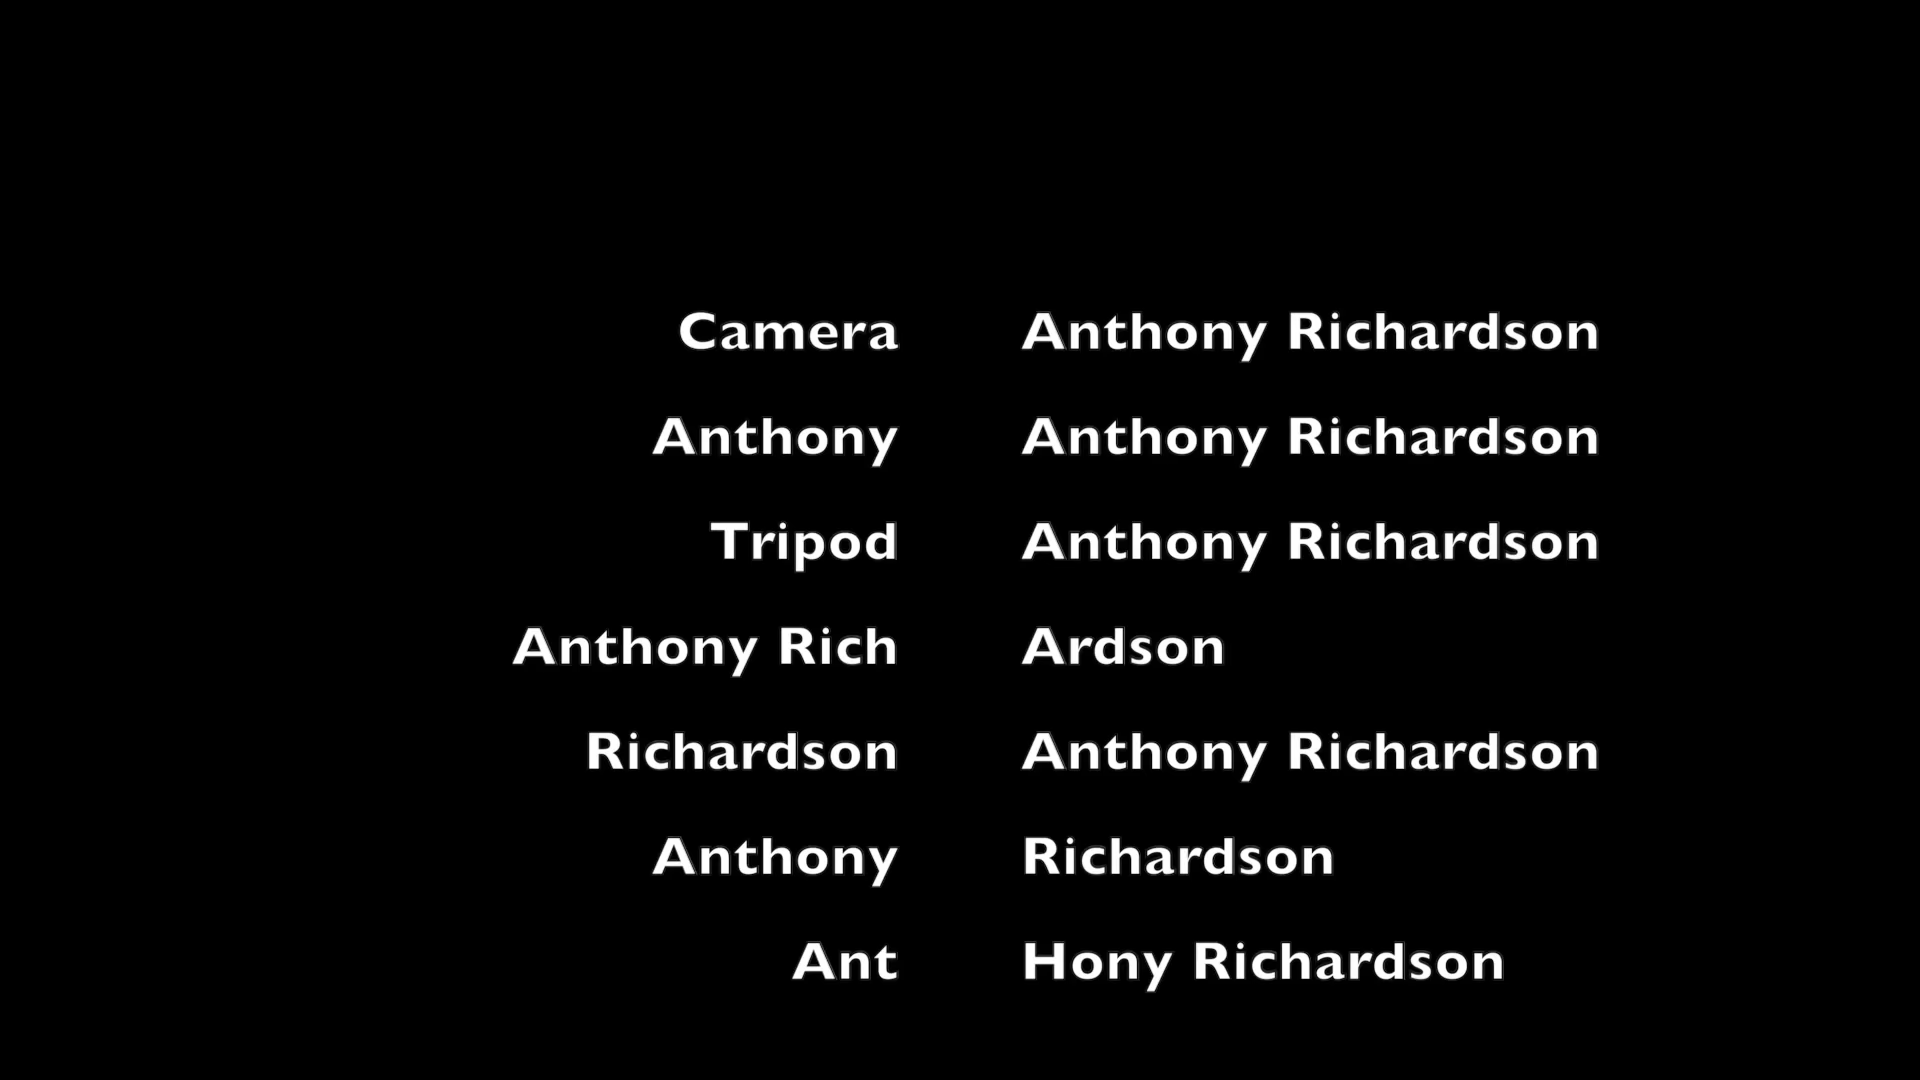 Camera Anthony Richardson
Anthony Anthony Richardson
Tripod Anthony Richardson
Anthony Rich Ardson
Richardson Anthony Richardson
Anthony Richardson
Ant Hony Richardson